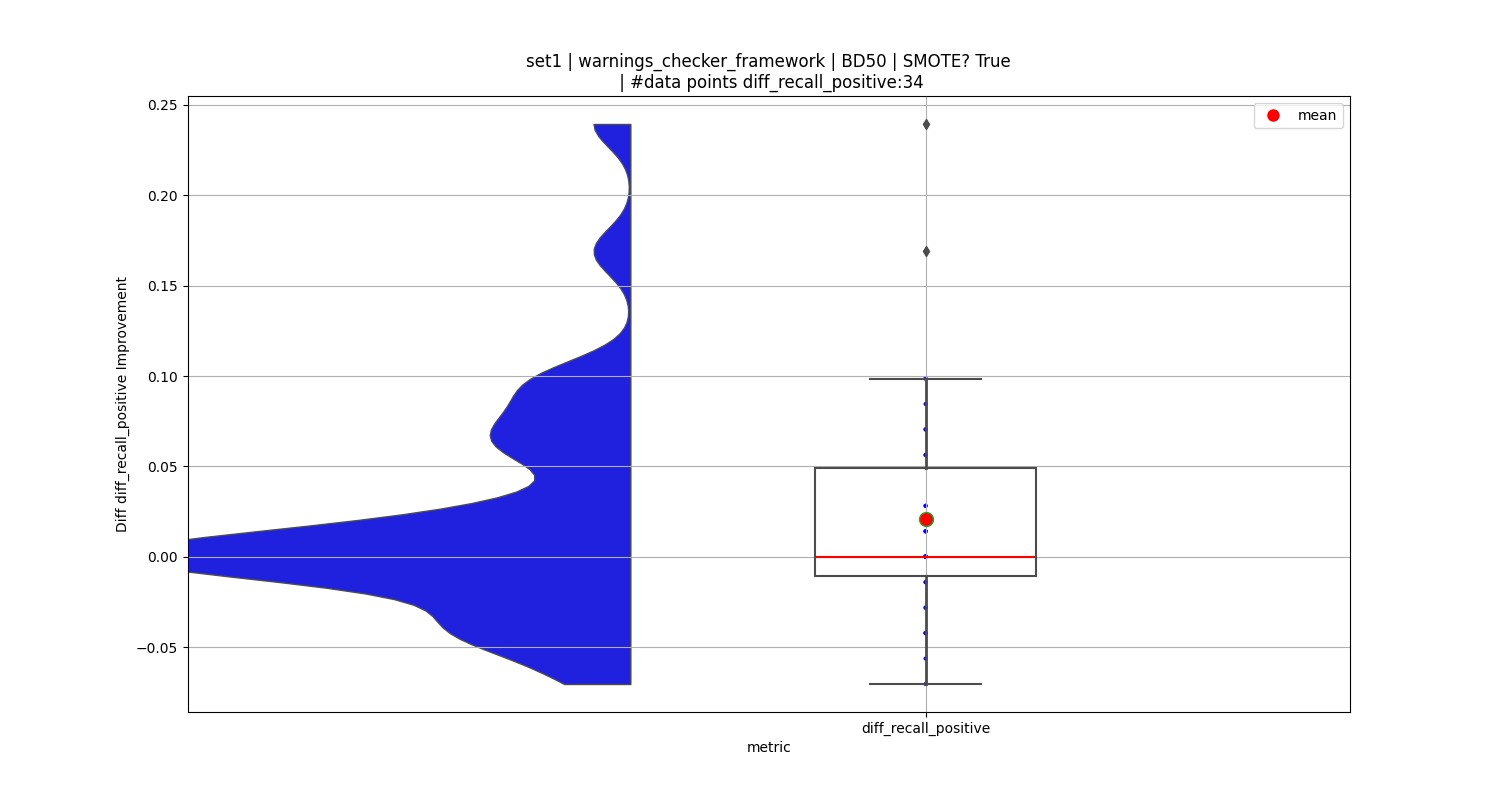 set1 | warnings_checker_framework | BD50 | SMOTE? True
| #data points diff_recall_positive:34
mean
0.25
0.20
0.15
0.10
0.05
0.00
−0.05
Diff diff_recall_positive Improvement
diff_recall_positive
metric